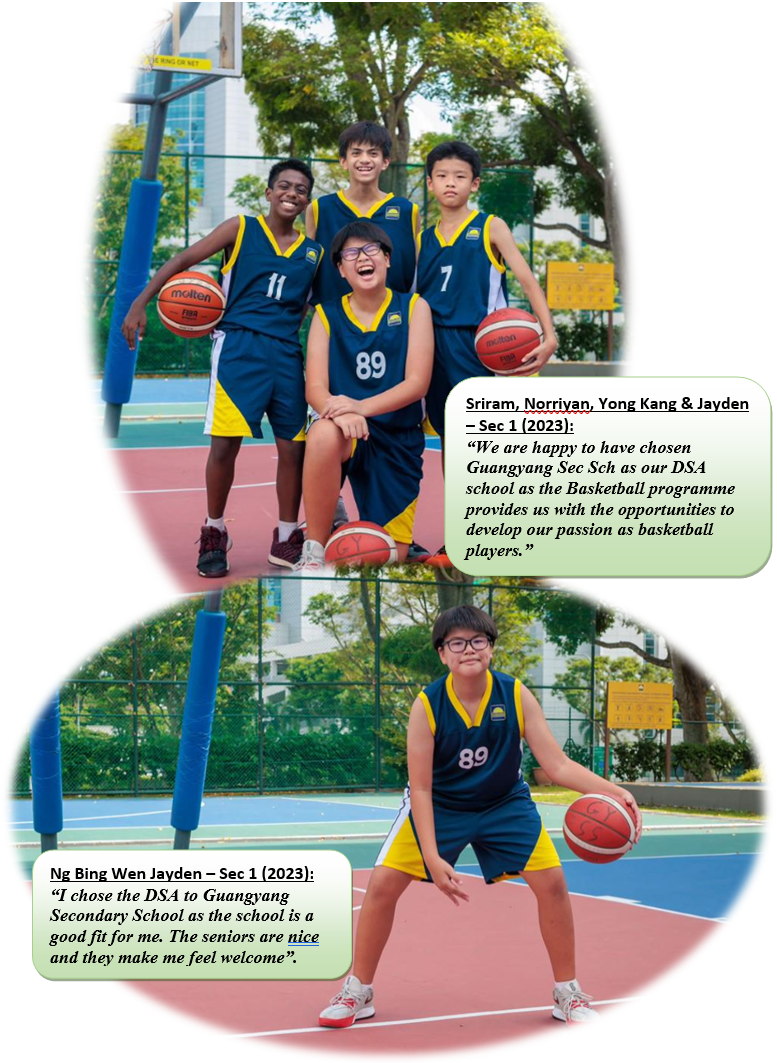 E RING OR NET
11
7
89
molten
FIBA
molten
FIBA
GY
Sriram, Norriyan, Yong Kang & Jayden
– Sec 1 (2023):
“We are happy to have chosen
Guangyang Sec Sch as our DSA
school as the Basketball programme
provides us with the opportunities to
develop our passion as basketball
players.”
89
GY
SS
Ng Bing Wen Jayden – Sec 1 (2023):
“I chose the DSA to Guangyang
Secondary School as the school is a
good fit for me. The seniors are nice
and they make me feel welcome”.